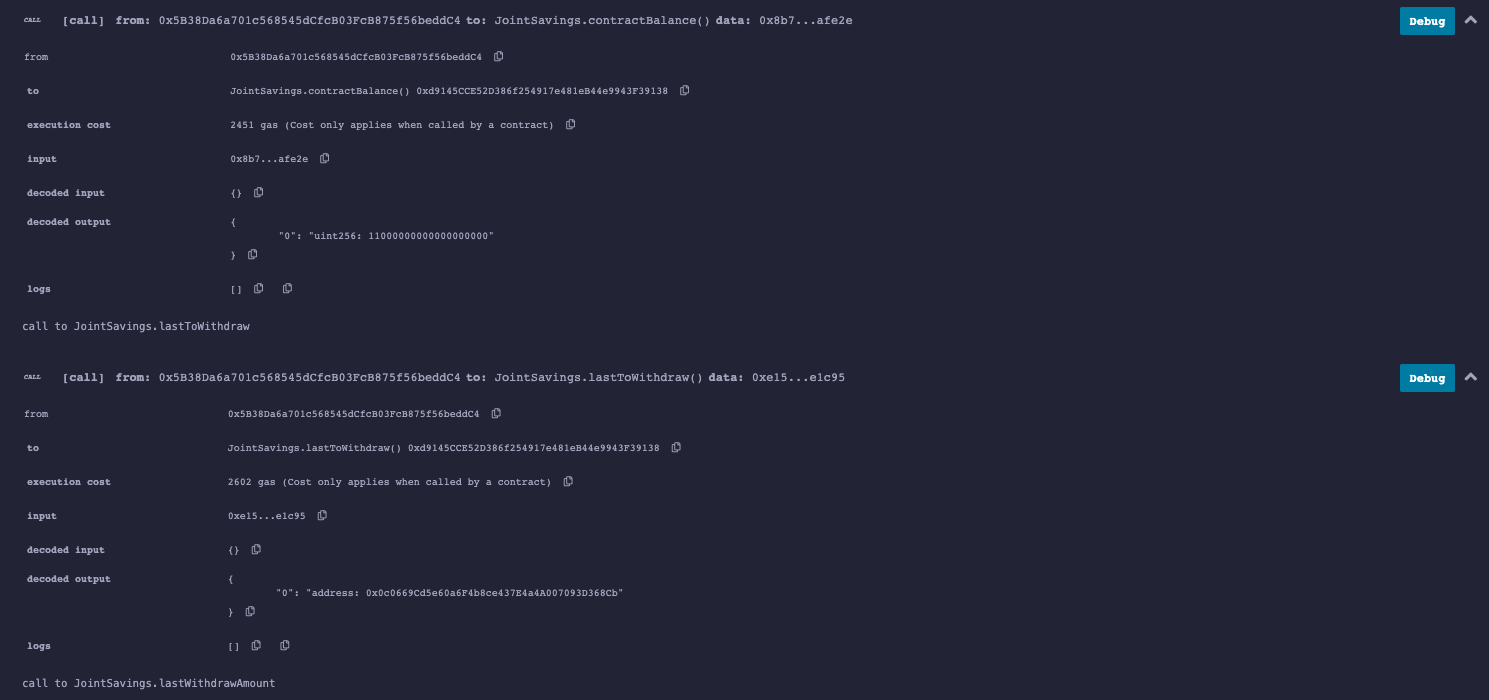 CALL [call] from: 0x5B38Da6a701c568545dCfcB03FcB875f56beddC4 to: JointSavings.contractBalance() data: 0x8b7...afe2e Debug
from 0x5B38Da6a701c568545dCfcB03FcB875f56beddC4
to JointSavings.contractBalance() 0xd9145CCE52D386f254917e481eB44e9943F39138
execution cost 2451 gas (Cost only applies when called by a contract)
input 0x8b7...afe2e
decoded input {}
decoded output {
"0": "uint256: 11000000000000000000"
}
logs []
call to JointSavings.lastToWithdraw
CALL [call] from: 0x5B38Da6a701c568545dCfcB03FcB875f56beddC4 to: JointSavings.lastToWithdraw() data: 0xe15...e1c95 Debug
from 0x5B38Da6a701c568545dCfcB03FcB875f56beddC4
to JointSavings.lastToWithdraw() 0xd9145CCE52D386f254917e481eB44e9943F39138
execution cost 2602 gas (Cost only applies when called by a contract)
input 0xe15...e1c95
decoded input {}
decoded output {
"0": "address: 0x0c0669Cd5e60a6F4b8ce437E4a4A007093D368Cb"
}
logs []
call to JointSavings.lastWithdrawAmount